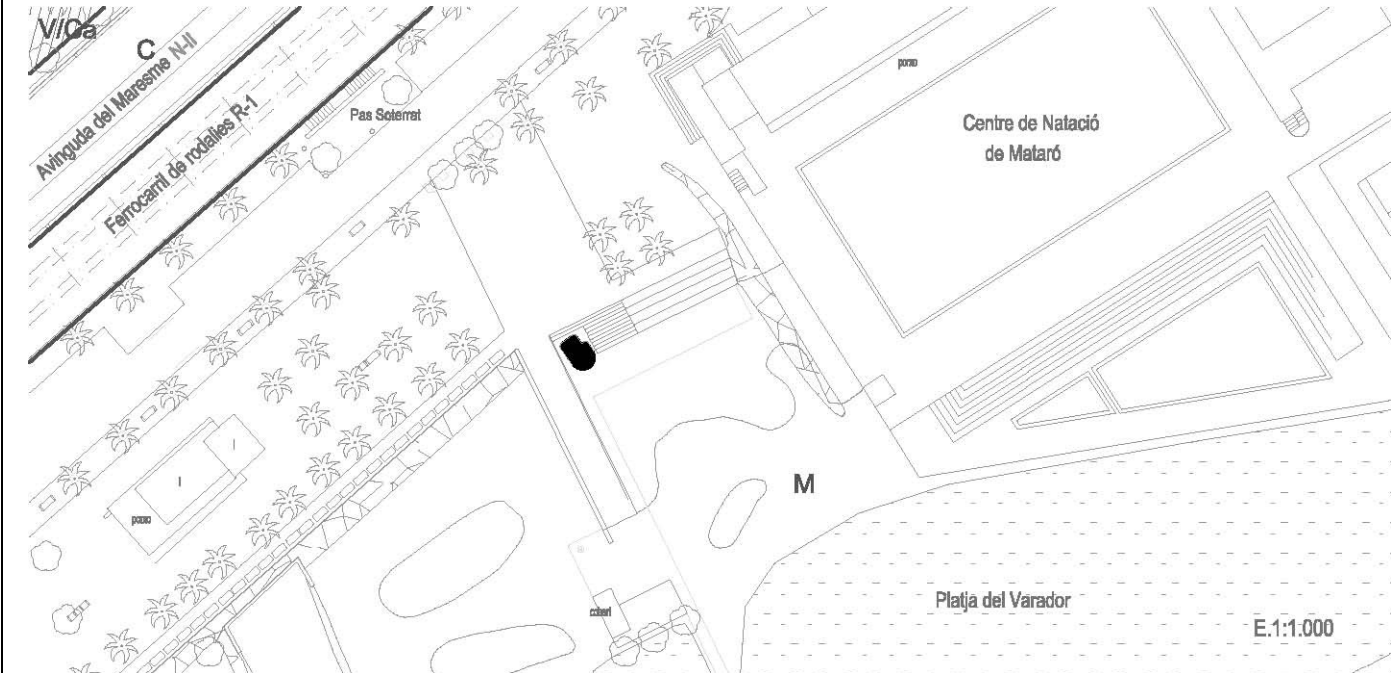 V/Ca
C
Avinguda del Maresme N-II
Ferrocarril de rodalies R-1
Pas Soterrat
porxo
Centre de Natació
de Mataró
I
I
porxo
M
cobert
Platja del Varador
E.1:1.000